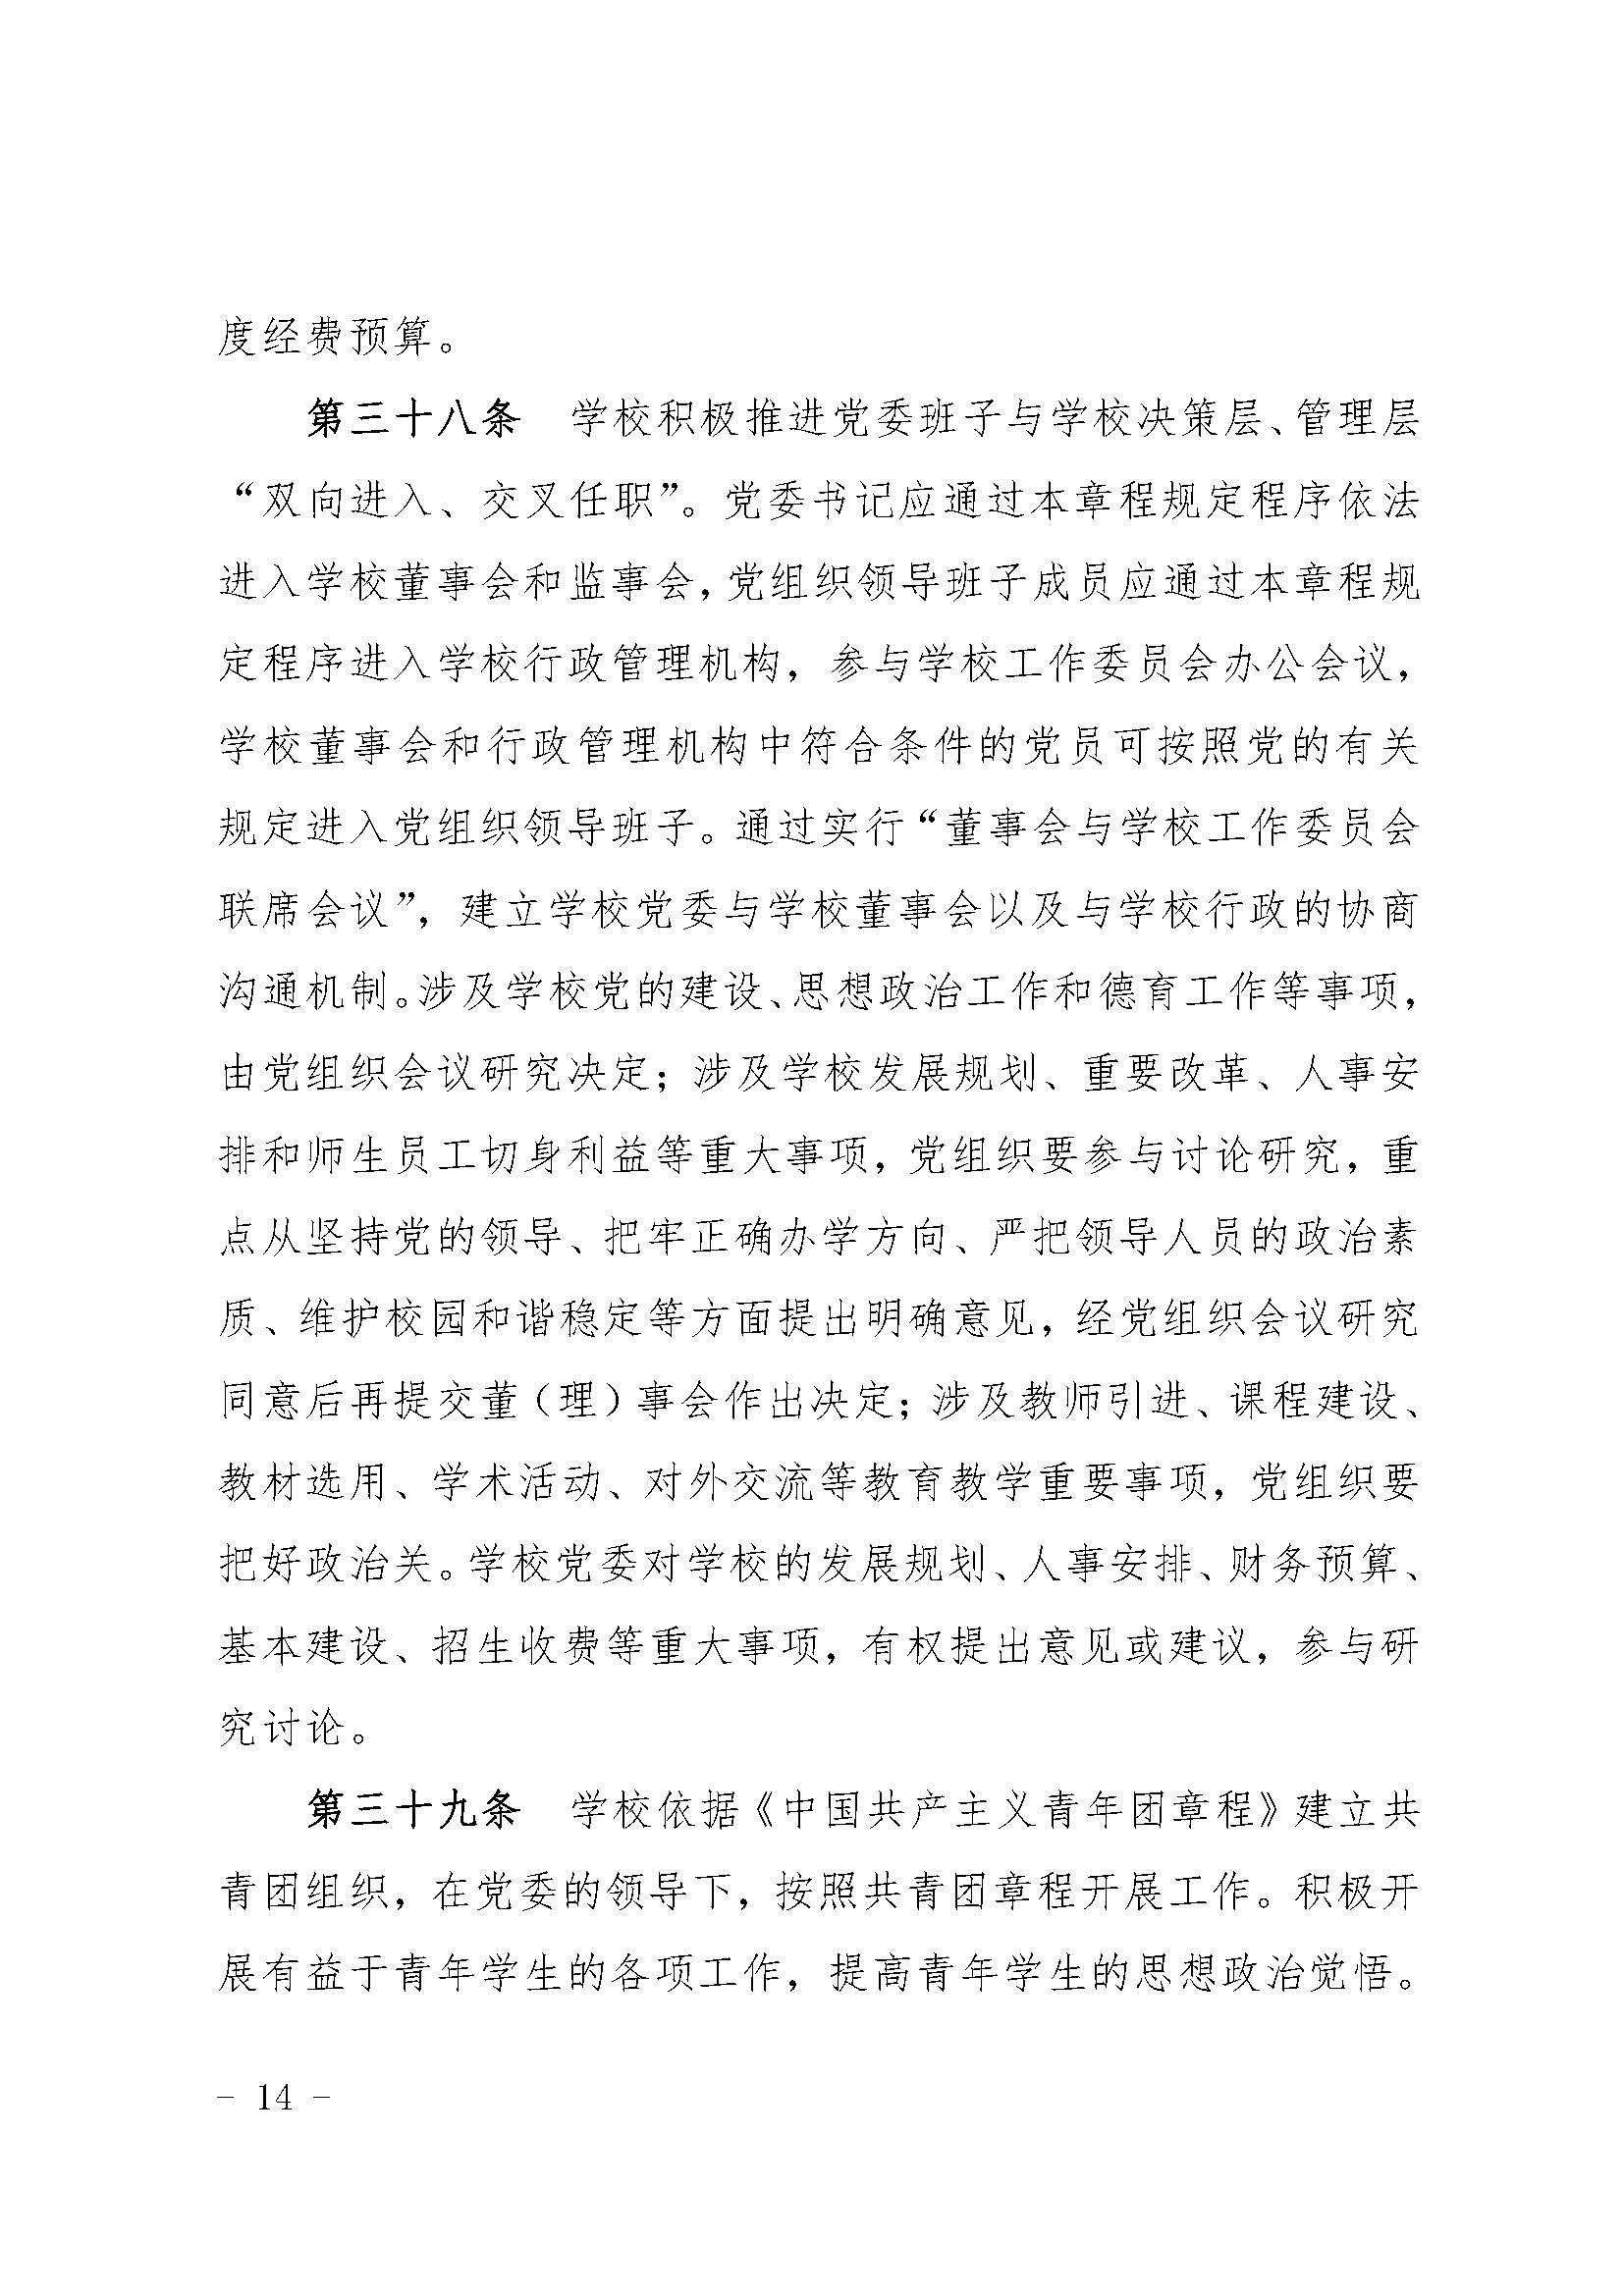 度经费预算。
第三十八条　学校积极推进党委班子与学校决策层、管理层
“双向进入、交叉任职”。党委书记应通过本章程规定程序依法
进入学校董事会和监事会，党组织领导班子成员应通过本章程规
定程序进入学校行政管理机构，参与学校工作委员会办公会议，
学校董事会和行政管理机构中符合条件的党员可按照党的有关
规定进入党组织领导班子。通过实行“董事会与学校工作委员会
联席会议”，建立学校党委与学校董事会以及与学校行政的协商
沟通机制。涉及学校党的建设、思想政治工作和德育工作等事项，
由党组织会议研究决定；涉及学校发展规划、重要改革、人事安
排和师生员工切身利益等重大事项，党组织要参与讨论研究，重
点从坚持党的领导、把牢正确办学方向、严把领导人员的政治素
质、维护校园和谐稳定等方面提出明确意见，经党组织会议研究
同意后再提交董（理）事会作出决定；涉及教师引进、课程建设、
教材选用、学术活动、对外交流等教育教学重要事项，党组织要
把好政治关。学校党委对学校的发展规划、人事安排、财务预算、
基本建设、招生收费等重大事项，有权提出意见或建议，参与研
究讨论。
第三十九条　学校依据《中国共产主义青年团章程》建立共
青团组织，在党委的领导下，按照共青团章程开展工作。积极开
展有益于青年学生的各项工作，提高青年学生的思想政治觉悟。
- 14 -